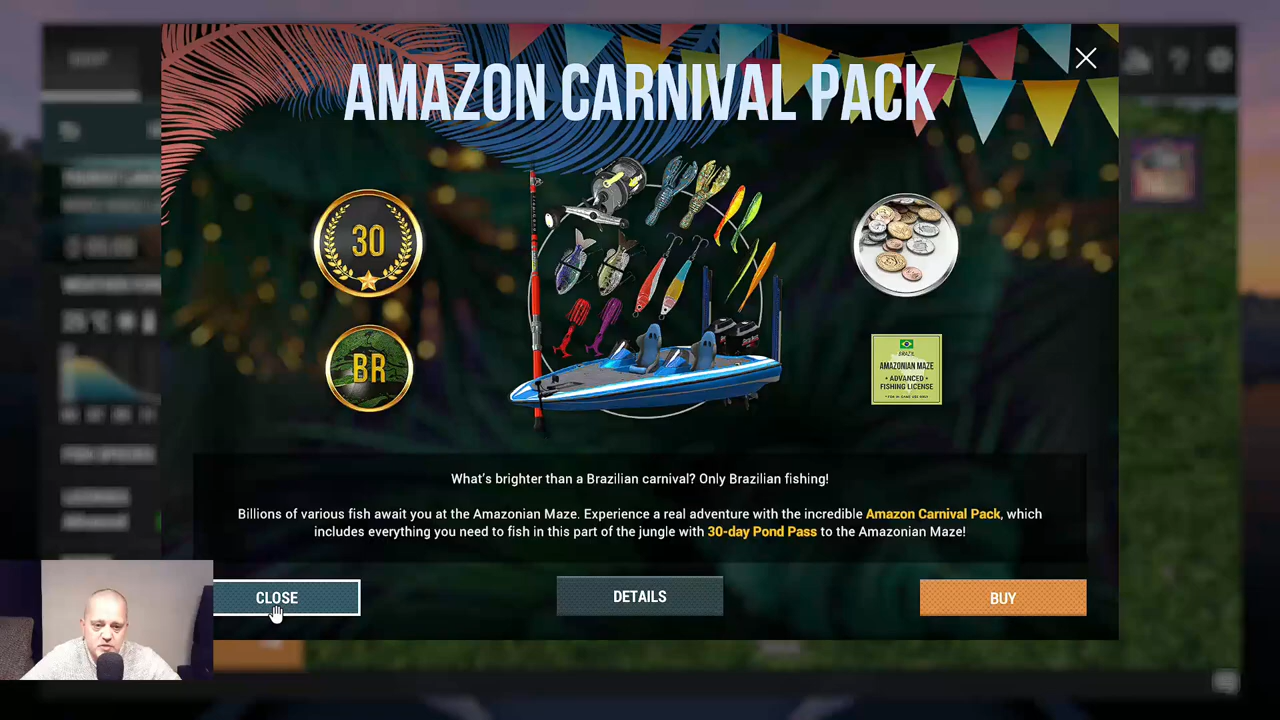 AMAZON CARNIVAL PACK
30
BR
BRAZIL
AMAZONIAN MAZE
• ADVANCED •
FISHING LICENSE
What's brighter than a Brazilian carnival? Only Brazilian fishing!
Billions of various fish await you at the Amazonian Maze. Experience a real adventure with the incredible Amazon Carnival Pack, which
includes everything you need to fish in this part of the jungle with 30-day Pond Pass to the Amazonian Maze!
CLOSE
DETAILS
BUY